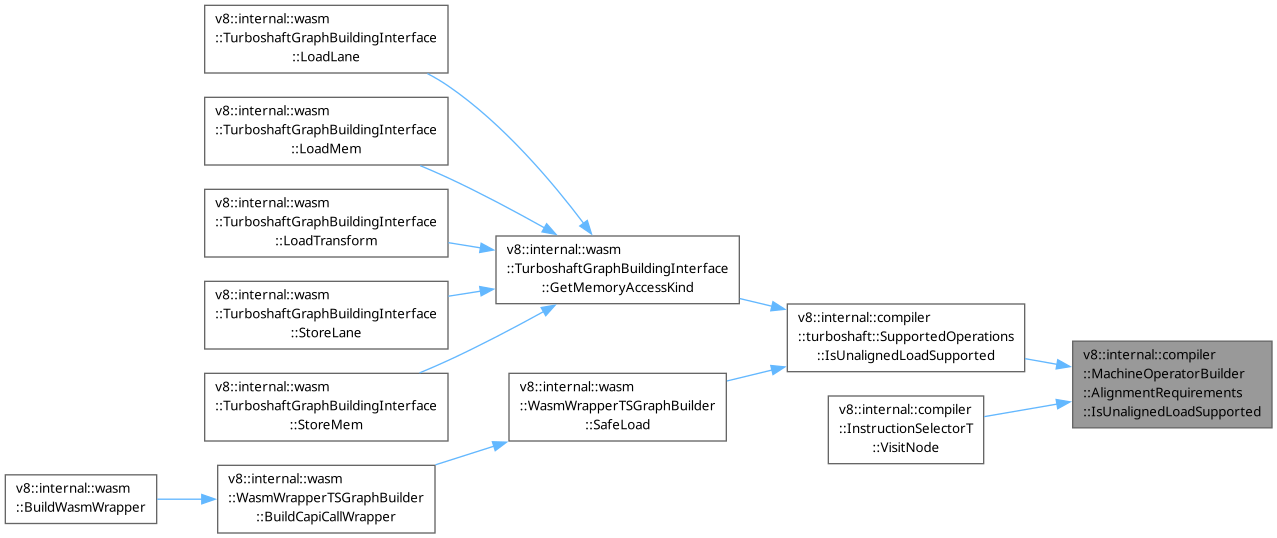 v8::internal::wasm
::TurboshaftGraphBuildingInterface
::LoadLane
v8::internal::wasm
::TurboshaftGraphBuildingInterface
::LoadMem
v8::internal::wasm
::TurboshaftGraphBuildingInterface
::LoadTransform
v8::internal::wasm
::TurboshaftGraphBuildingInterface
::StoreLane
v8::internal::wasm
::TurboshaftGraphBuildingInterface
::StoreMem
v8::internal::wasm
::BuildWasmWrapper
v8::internal::wasm
::WasmWrapperTSGraphBuilder
::BuildCapiCallWrapper
v8::internal::wasm
::TurboshaftGraphBuildingInterface
::GetMemoryAccessKind
v8::internal::wasm
::WasmWrapperTSGraphBuilder
::SafeLoad
v8::internal::compiler
::turboshaft::SupportedOperations
::IsUnalignedLoadSupported
v8::internal::compiler
::InstructionSelectorT
::VisitNode
v8::internal::compiler
::MachineOperatorBuilder
::AlignmentRequirements
::IsUnalignedLoadSupported